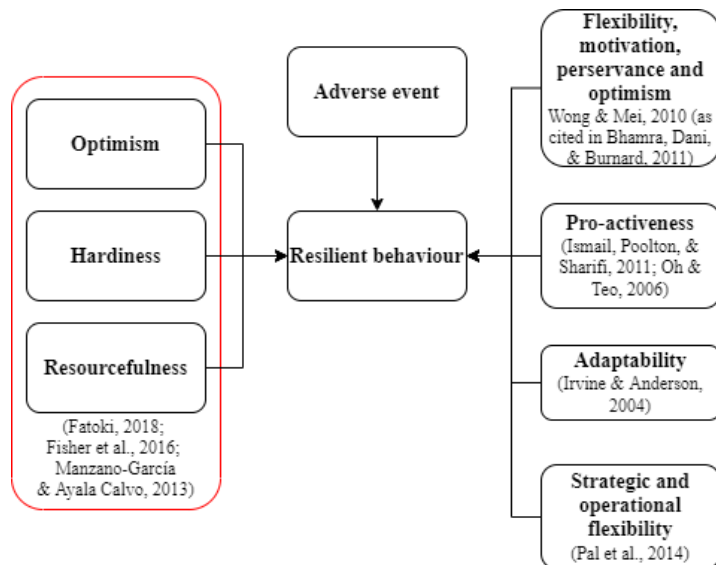 Optimism
Hardiness
Resourcefulness
(Fatoki, 2018;
Fisher et al., 2016;
Manzano-García
& Ayala Calvo, 2013)
Adverse event
Resilient behaviour
Flexibility,
motivation,
perservance and
optimism
Wong & Mei, 2010 (as
cited in Bhamra, Dani,
& Burnard, 2011)
Pro-activeness
(Ismail, Poolton, &
Sharifi, 2011; Oh &
Teo, 2006)
Adaptability
(Irvine & Anderson,
2004)
Strategic and
operational
flexibility
(Pal et al., 2014)